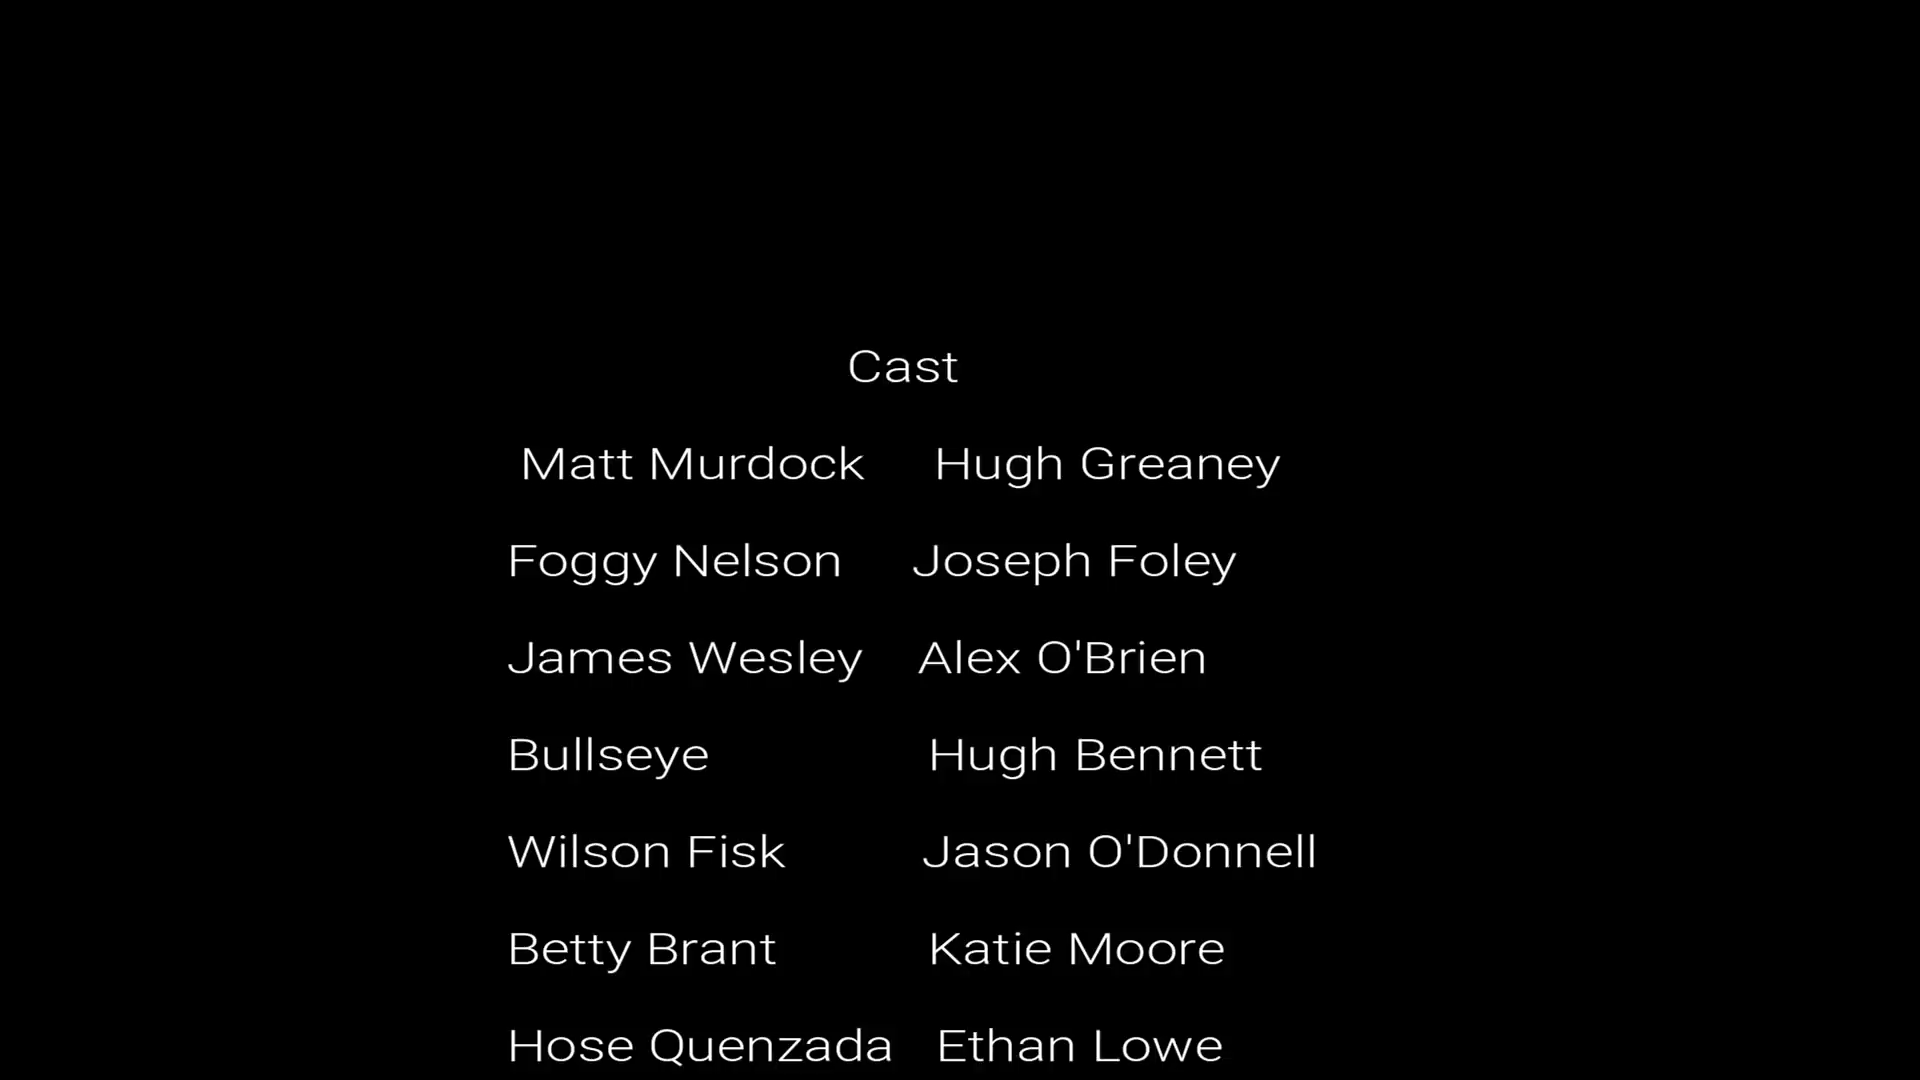 Cast
Matt Murdock Hugh Greaney
Foggy Nelson Joseph Foley
James Wesley Alex O'Brien
Bullseye Hugh Bennett
Wilson Fisk Jason O'Donnell
Betty Brant Katie Moore
Hose Quenzada Ethan Lowe